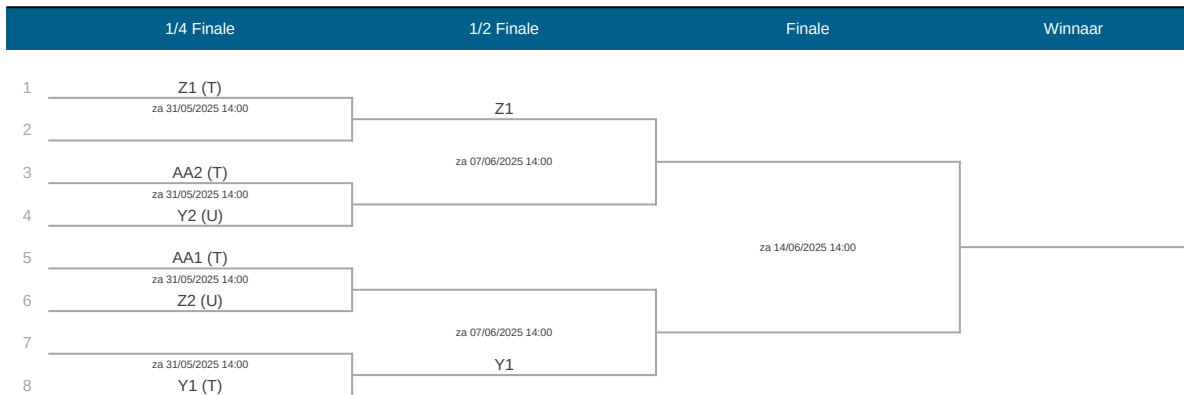 1/4 Finale 1/2 Finale Finale Winnaar
1 Z1 (T)
za 31/05/2025 14:00 Z1
2
za 07/06/2025 14:00
3 AA2 (T)
za 31/05/2025 14:00
4 Y2 (U)
za 14/06/2025 14:00
5 AA1 (T)
za 31/05/2025 14:00
6 Z2 (U)
za 07/06/2025 14:00
7
za 31/05/2025 14:00 Y1
8 Y1 (T)